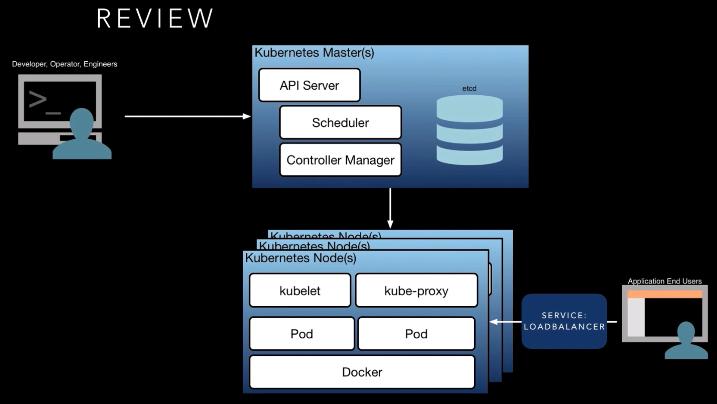 REVIEW
Developer, Operator, Engineers
>_
Kubernetes Master(s)
API Server
Scheduler
Controller Manager
etcd
Kubernetes Node(s)
Kubernetes Node(s)
Kubernetes Node(s)
kubelet
kube-proxy
Pod
Pod
Docker
SERVICE:
LOADBALANCER
Application End Users